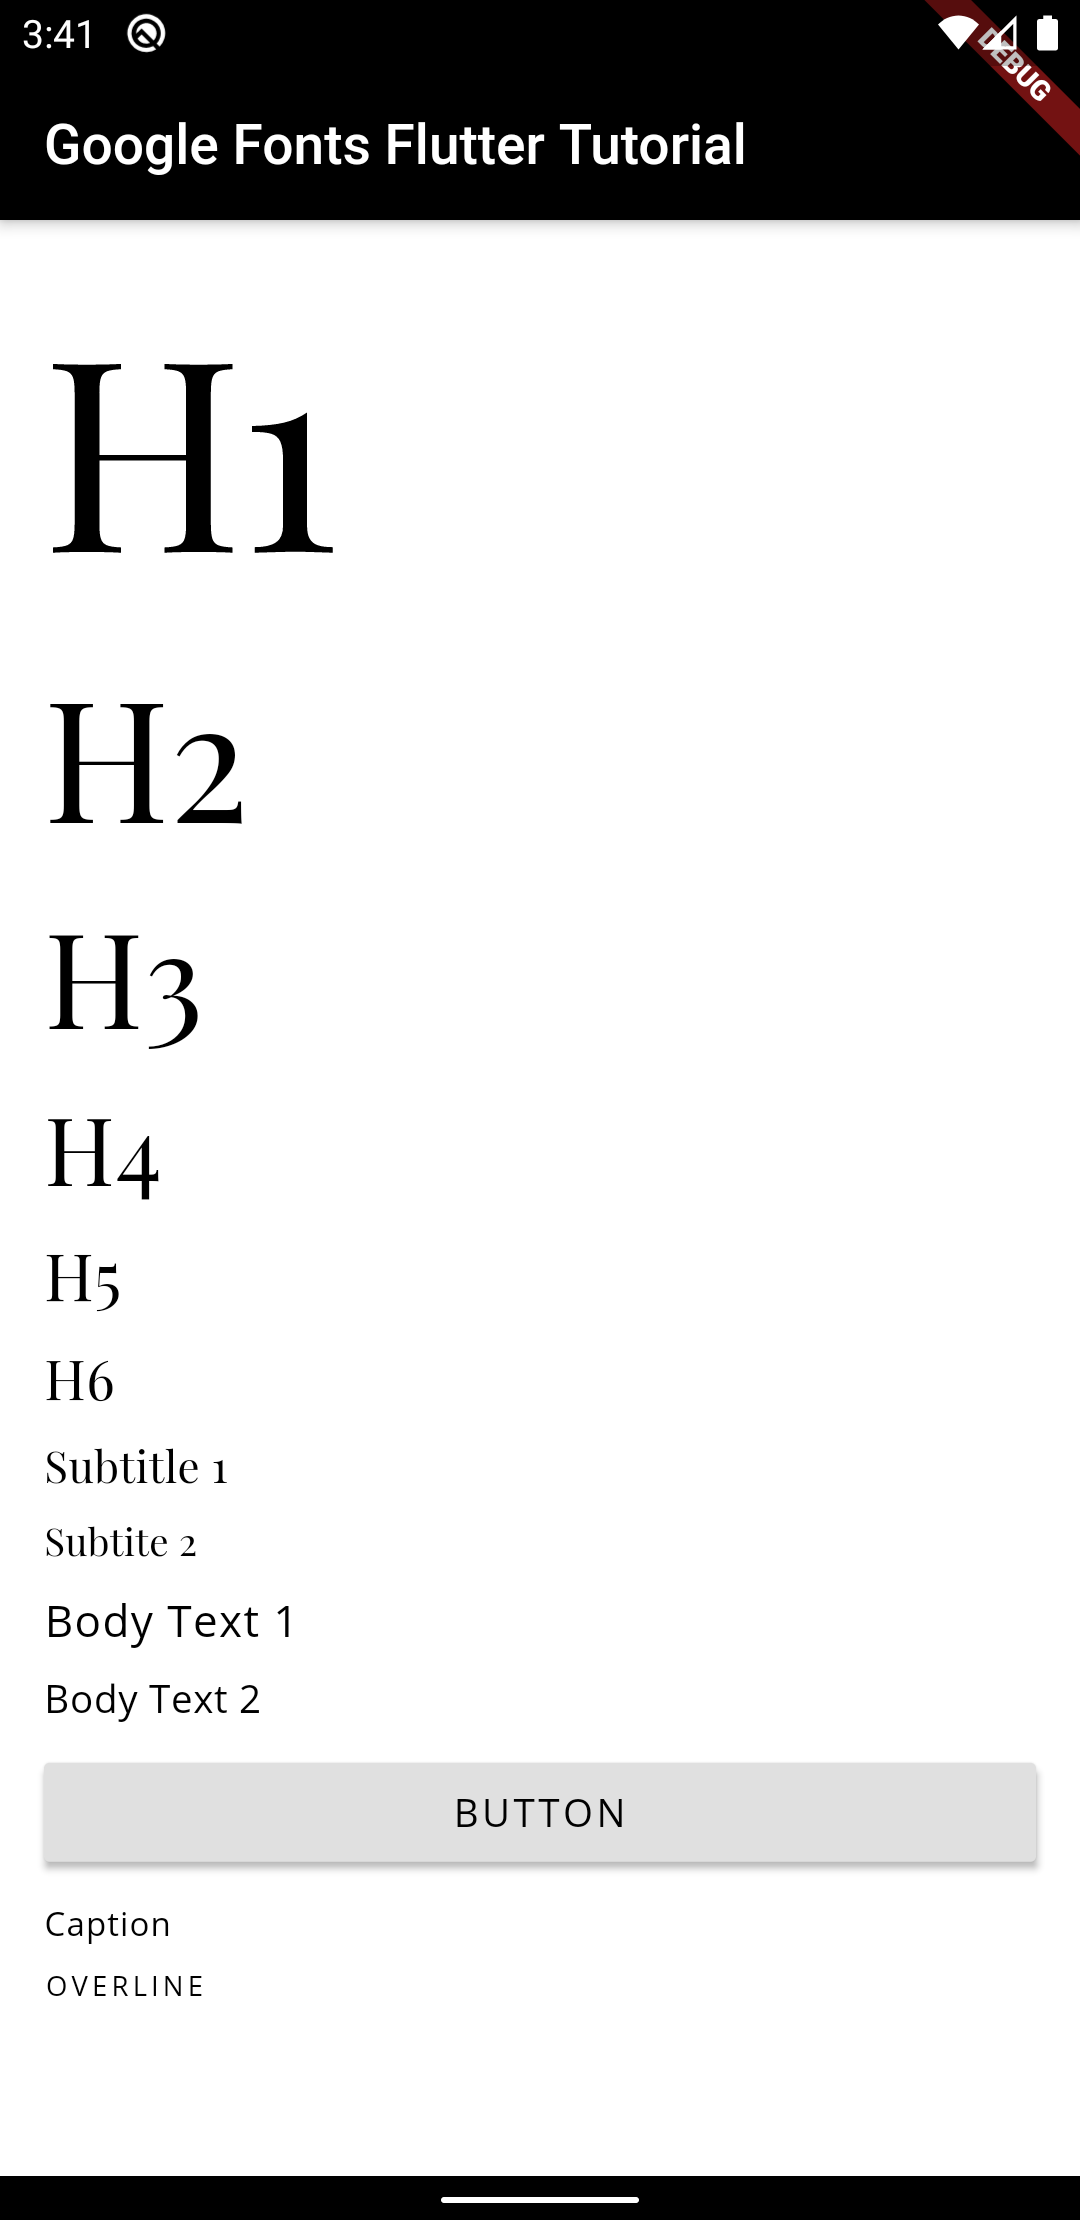 3:41
DEBUG
Google Fonts Flutter Tutorial
H1
H2
H3
H4
H5
H6
Subtitle 1
Subtite 2
Body Text 1
Body Text 2
BUTTON
Caption
OVERLINE